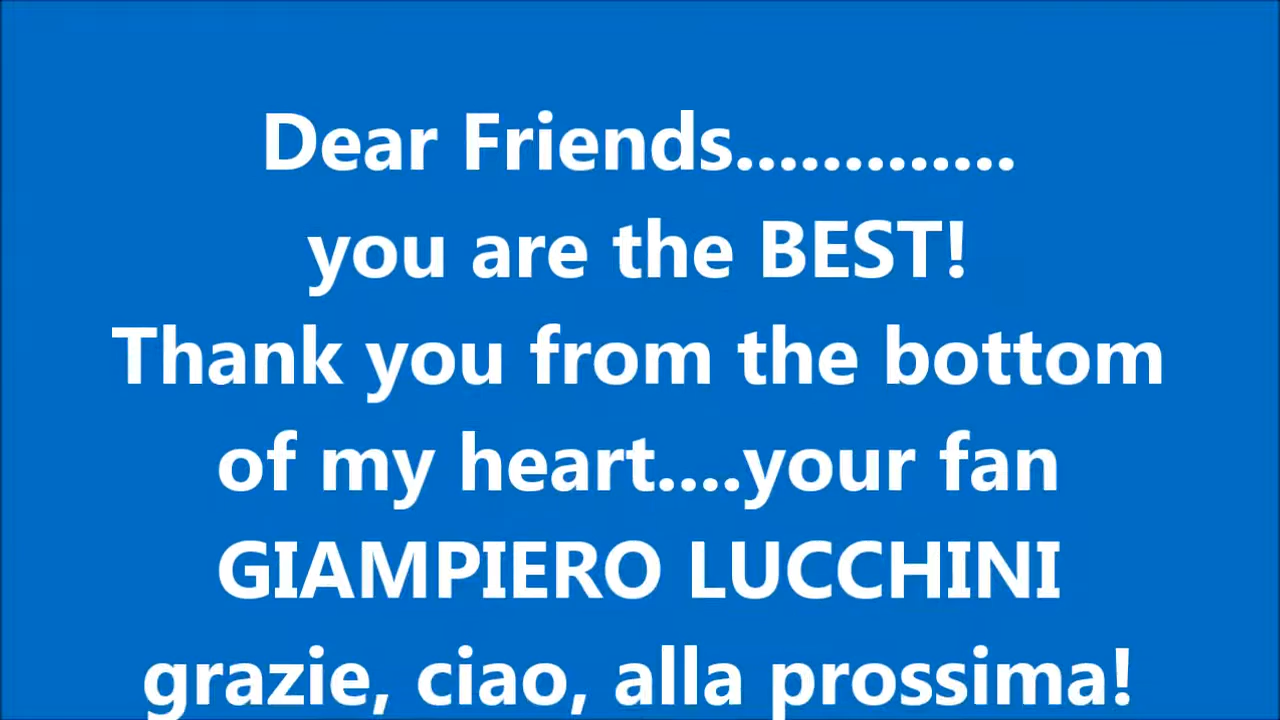 Dear Friends.............
you are the BEST!
Thank you from the bottom
of my heart....your fan
GIAMPIERO LUCCHINI
grazie, ciao, alla prossima!